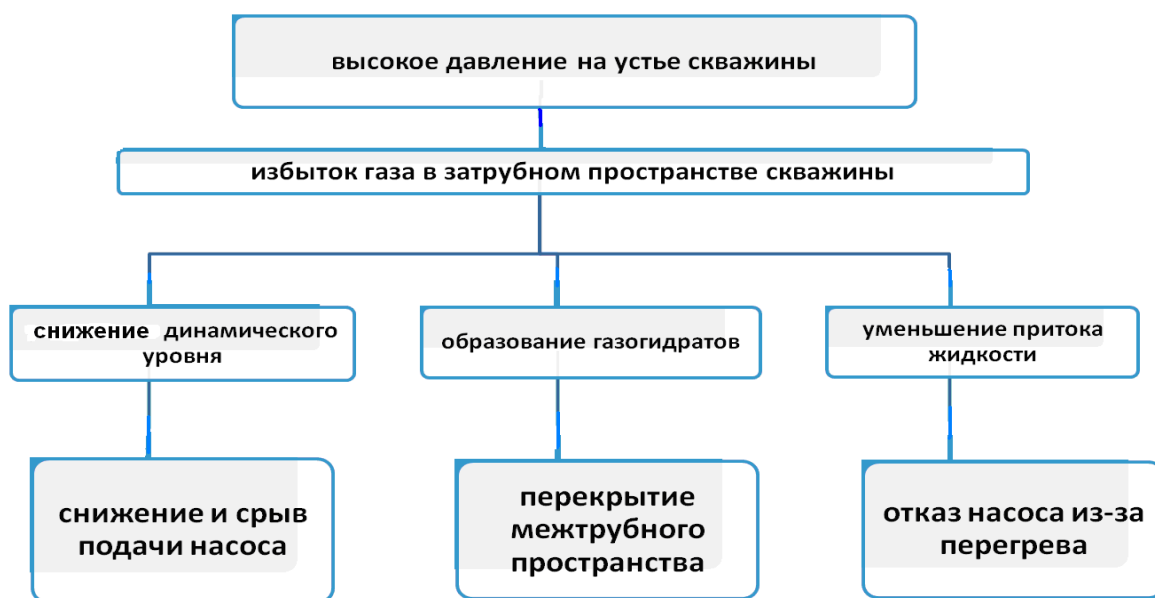 высокое давление на устье скважины
избыток газа в затрубном пространстве скважины
снижение динамического
уровня
образование газогидратов
уменьшение притока
жидкости
снижение и срыв
подачи насоса
перекрытие
межтрубного
пространства
отказ насоса из-за
перегрева